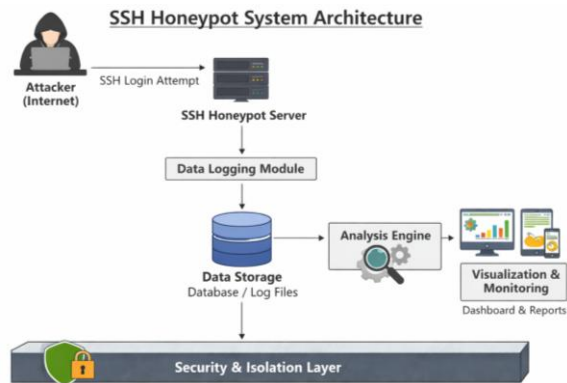 SSH Honeypot System Architecture
Attacker
(Internet)
SSH Login Attempt
SSH Honeypot Server
Data Logging Module
Data Storage
Database / Log Files
Analysis Engine
Visualization &
Monitoring
Dashboard & Reports
Security & Isolation Layer